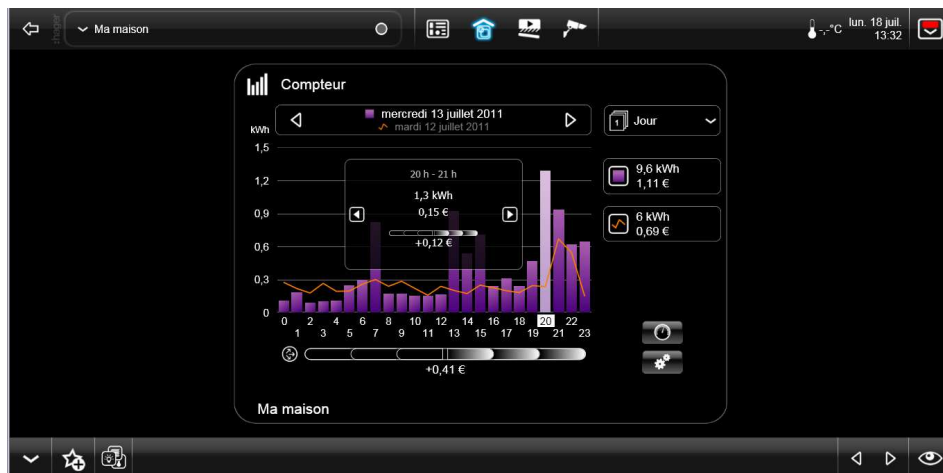 Ma maison
-,-°C
lun. 18 juil.
13:32
Compteur
mercredi 13 juillet 2011
mardi 12 juillet 2011
1 Jour
kWh
1,5
1,2
0,9
0,6
0,3
0
20 h - 21 h
1,3 kWh
0,15 €
+0,12 €
9,6 kWh
1,11 €
6 kWh
0,69 €
0 2 4 6 8 10 12 14 16 18 20 22
1 3 5 7 9 11 13 15 17 19 21 23
+0,41 €
Ma maison